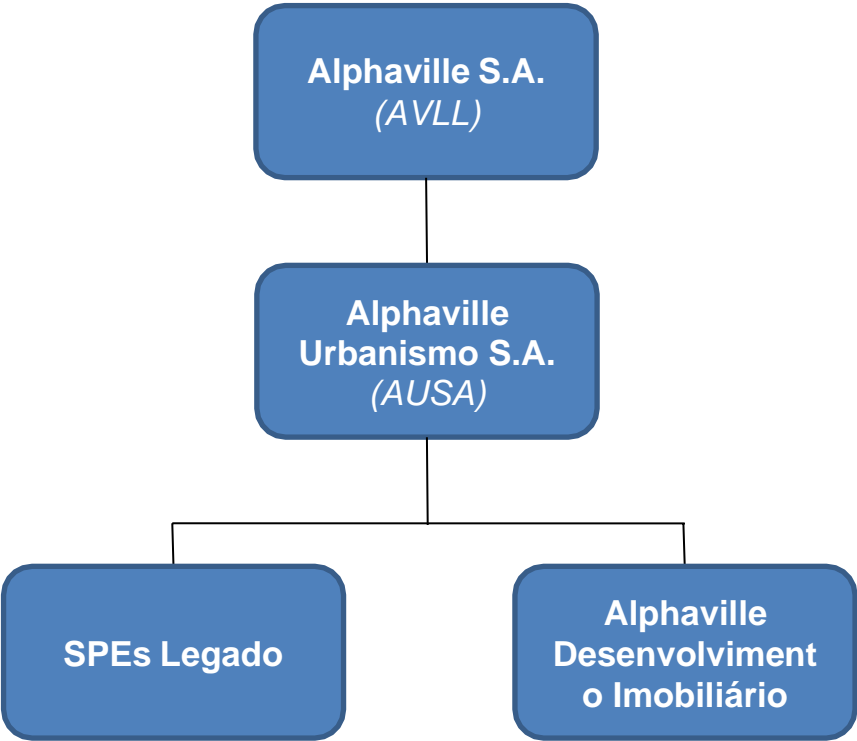 Alphaville S.A.
(AVLL)
Alphaville
Urbanismo S.A.
(AUSA)
SPEs Legado
Alphaville
Desenvolviment
o Imobiliário